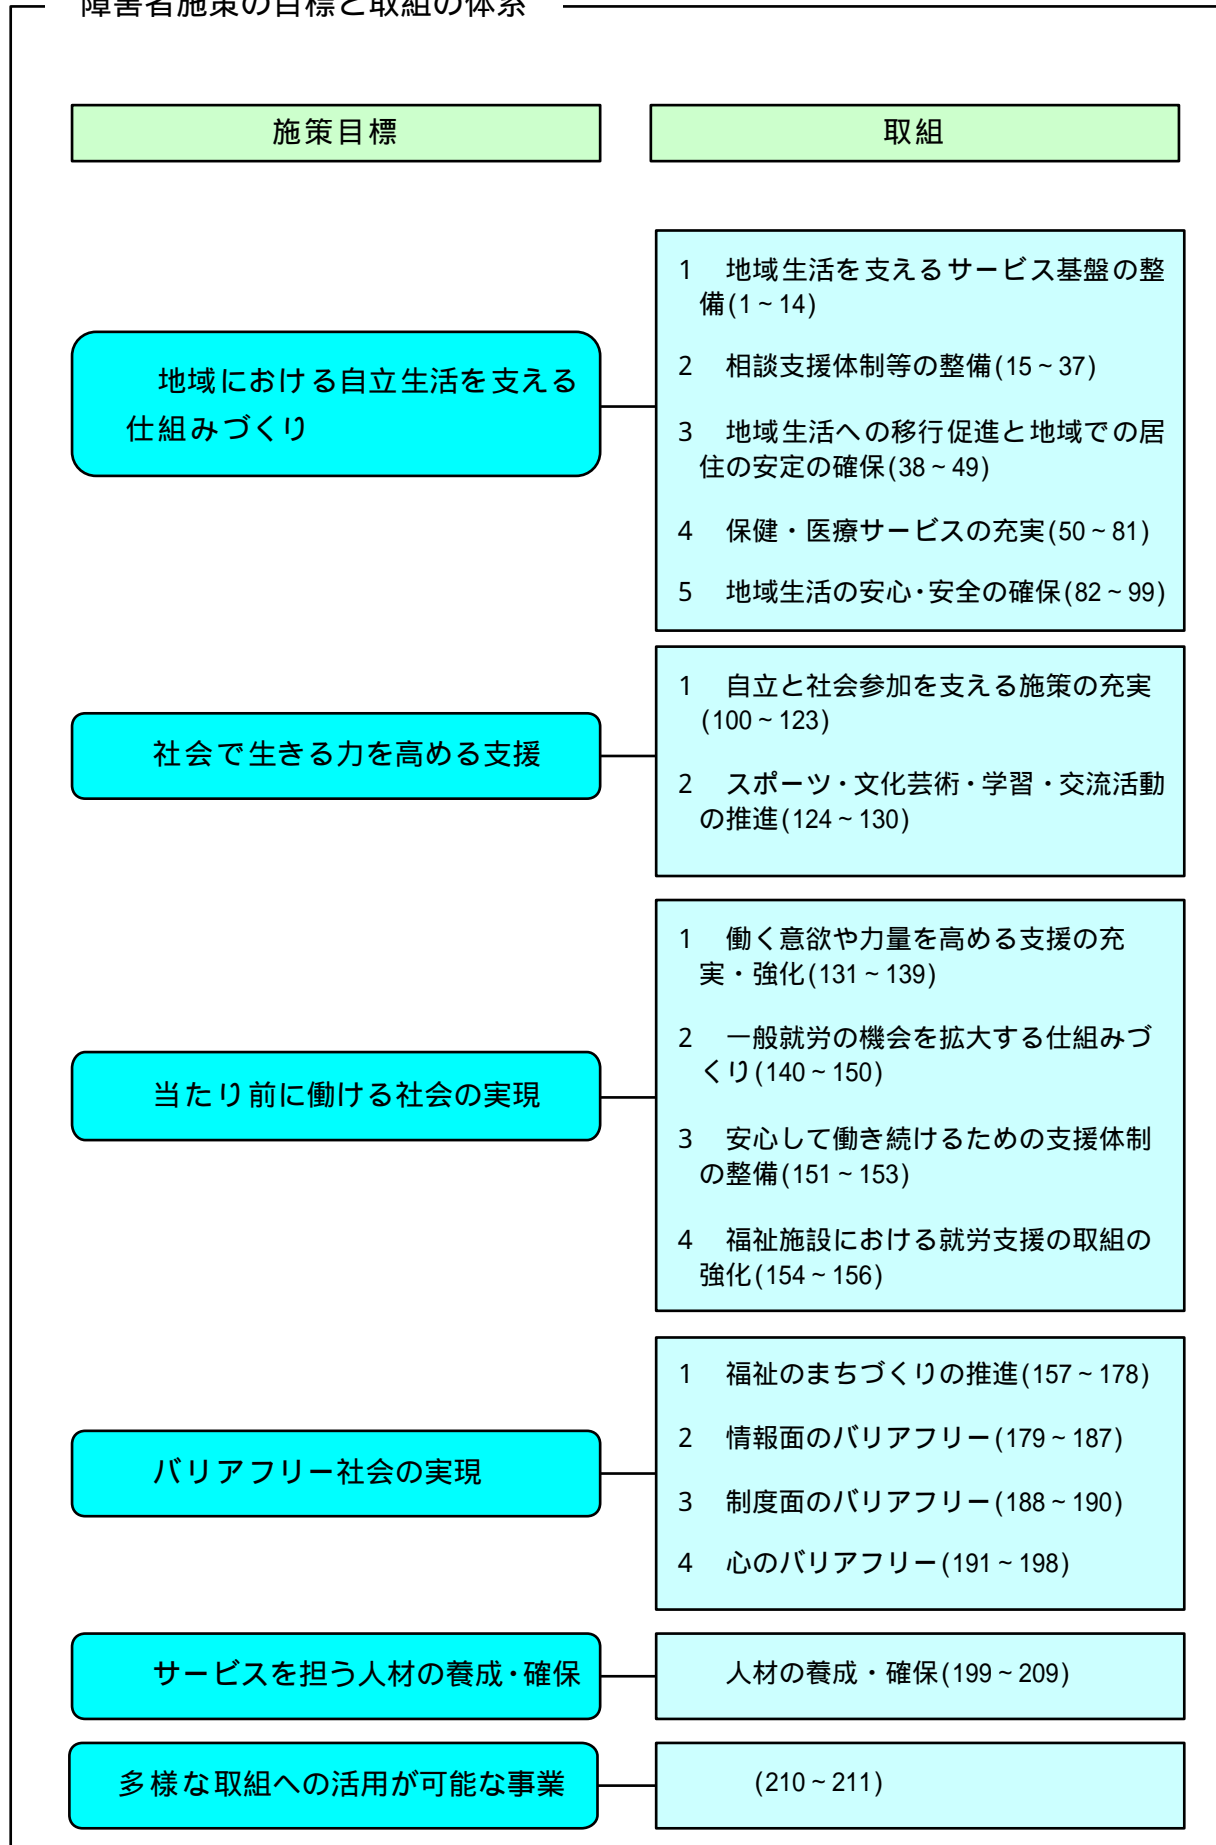 障害者施策の目標と取組の体系
施策目標
取組
地域における自立生活を支える
仕組みづくり
1 地域生活を支えるサービス基盤の整
備(1~14)
2 相談支援体制等の整備(15~37)
3 地域生活への移行促進と地域での居
住の安定の確保(38~49)
4 保健・医療サービスの充実(50~81)
5 地域生活の安心・安全の確保(82~99)
社会で生きる力を高める支援
1 自立と社会参加を支える施策の充実
(100~123)
2 スポーツ・文化芸術・学習・交流活動
の推進(124~130)
当たり前に働ける社会の実現
1 働く意欲や力量を高める支援の充
実・強化(131~139)
2 一般就労の機会を拡大する仕組みづ
くり(140~150)
3 安心して働き続けるための支援体制
の整備(151~153)
4 福祉施設における就労支援の取組の
強化(154~156)
バリアフリー社会の実現
1 福祉のまちづくりの推進(157~178)
2 情報面のバリアフリー(179~187)
3 制度面のバリアフリー(188~190)
4 心のバリアフリー(191~198)
サービスを担う人材の養成・確保
人材の養成・確保(199~209)
多様な取組への活用が可能な事業
(210~211)